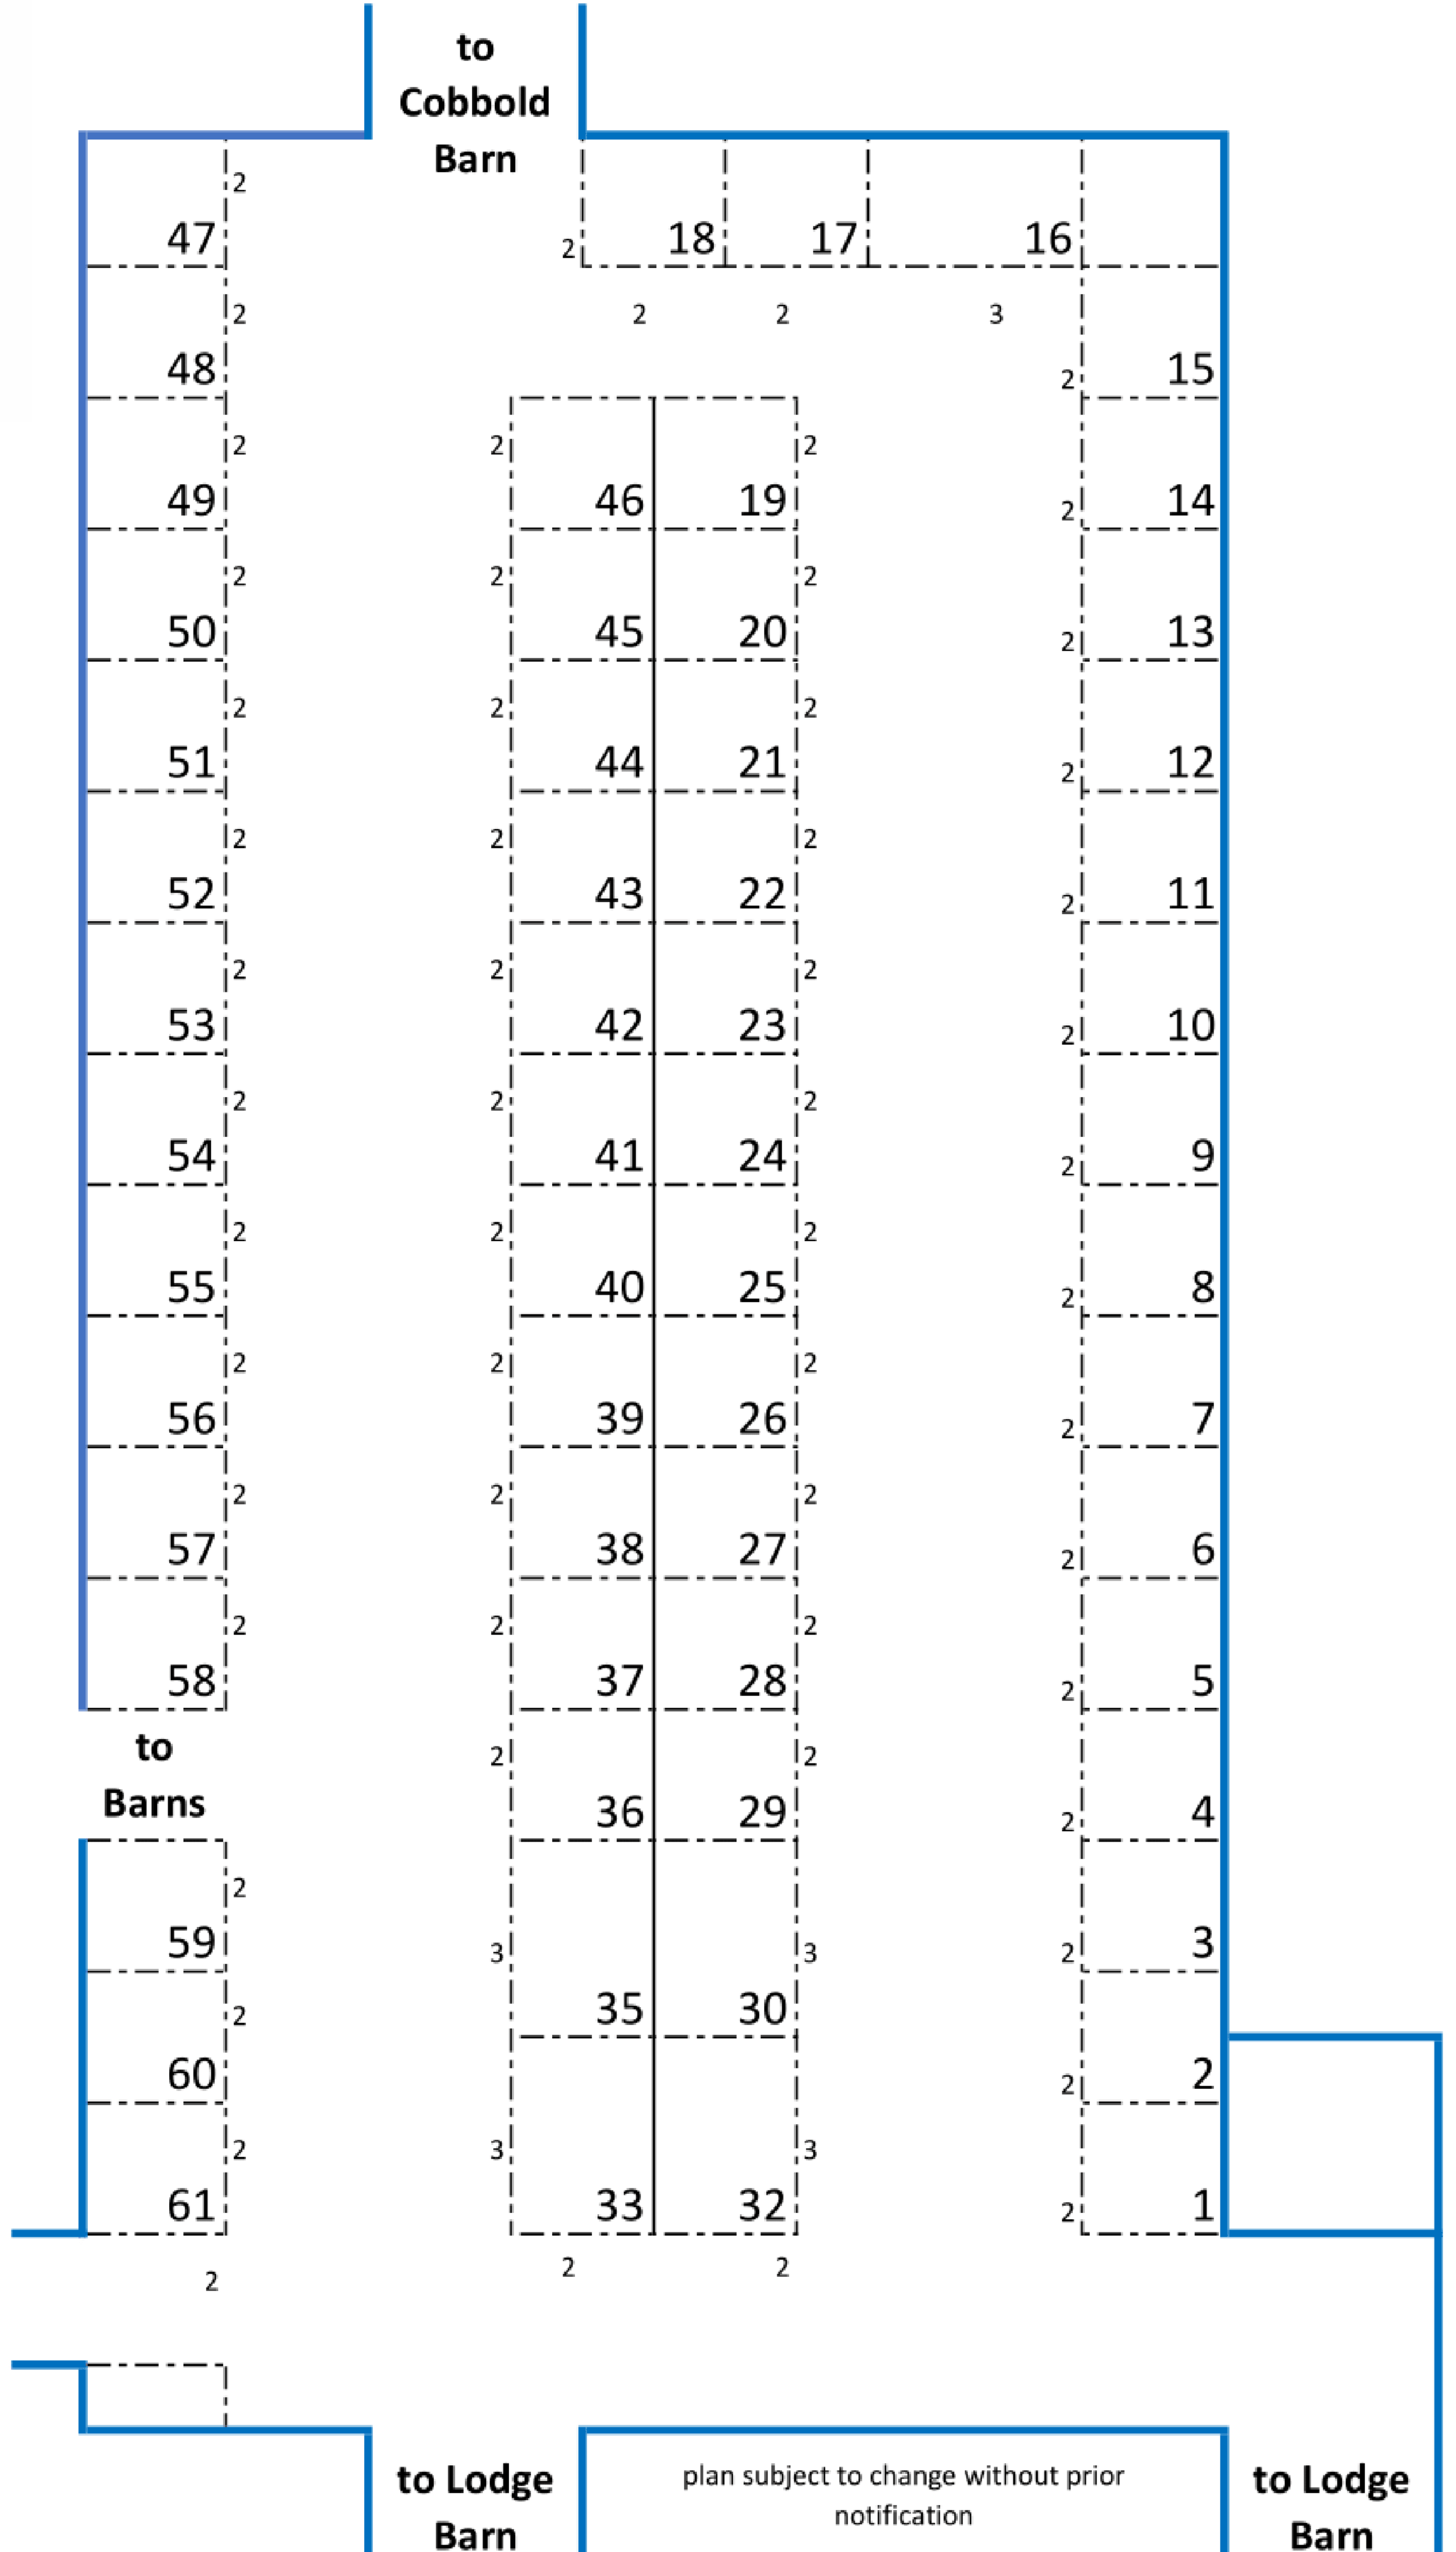 to
Cobbold
Barn
2
47
2 18 17 16
2
2 2 3
48
2 15
2 2 2
49 46 19
2 14
2 2 2
50 45 20
2 13
2 2 2
51 44 21
2 12
2 2 2
52 43 22
2 11
2 2 2
53 42 23
2 10
2 2 2
54 41 24
2 9
2 2 2
55 40 25
2 8
2 2 2
56 39 26
2 7
2 2 2
57 38 27
2 6
2 2 2
58 37 28
2 5
to
2 2
Barns
36 29
2 4
2
59
3 3 2 3
35 30
2
60
2 2
2 3 3
61 33 32
2 1
2 2
2
to Lodge
Barn
plan subject to change without prior
notification
to Lodge
Barn